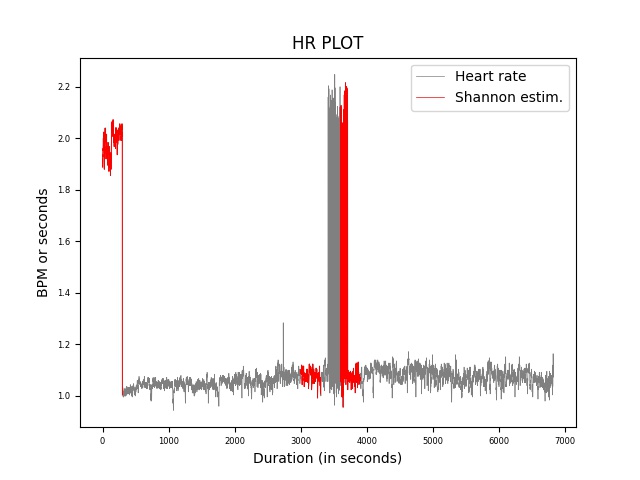 HR PLOT
Heart rate
Shannon estim.
BPM or seconds
2.2
2.0
1.8
1.6
1.4
1.2
1.0
0 1000 2000 3000 4000 5000 6000 7000
Duration (in seconds)